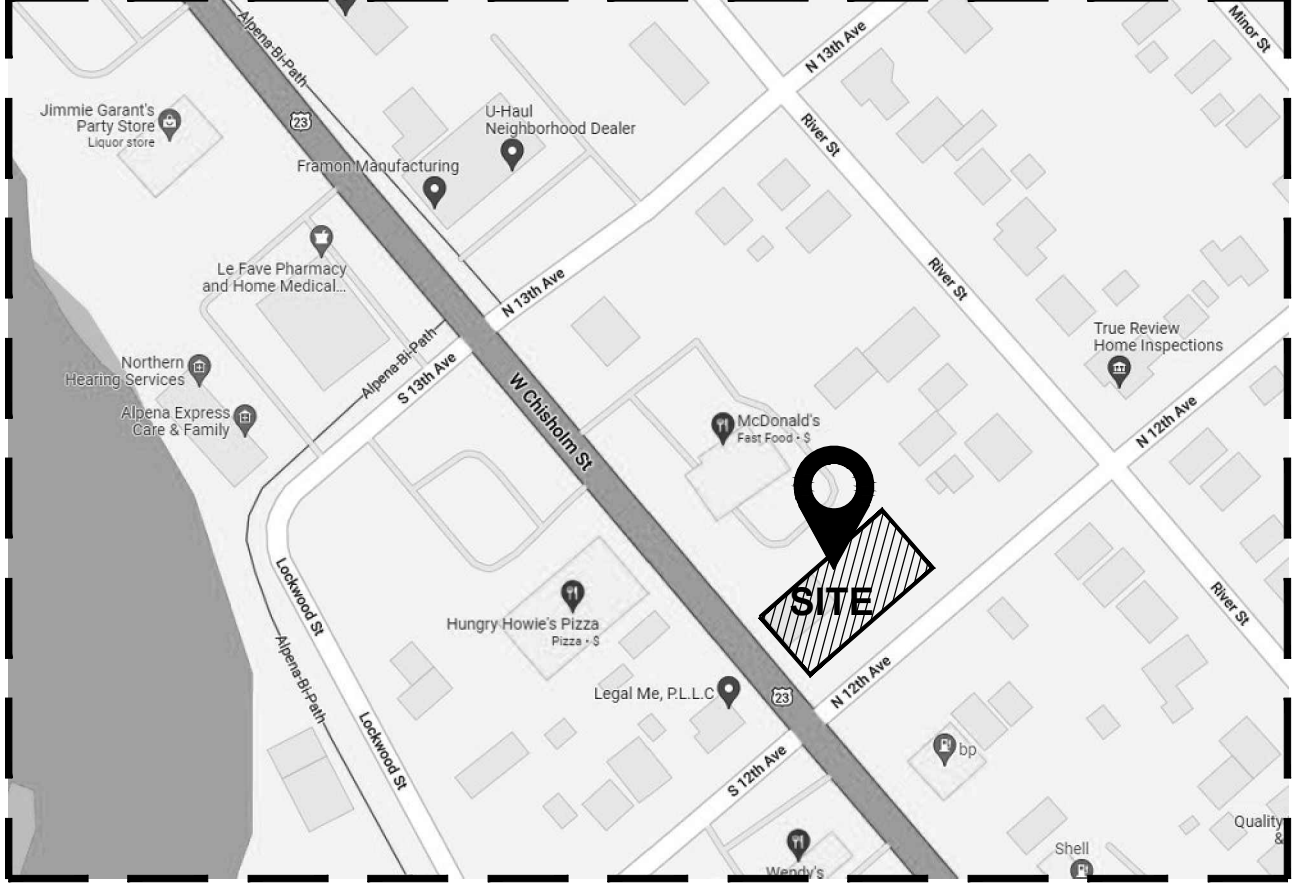 Alpena-Bi-Path
N 13th Ave
Minor St
Jimmie Garant's
Party Store
Liquor store
23
U-Haul
Neighborhood Dealer
River St
Framon Manufacturing
Le Fave Pharmacy
and Home Medical...
River St
N 13th Ave
True Review
Home Inspections
Alpena-Bi-Path
Northern
Hearing Services
S 13th Ave
W Chisholm St
Alpena Express
Care & Family
McDonald's
Fast Food · $
N 12th Ave
Lockwood St
SITE
River St
Hungry Howie's Pizza
Pizza · $
Alpena-Bi-Path
Legal Me, P.L.L.C
23
N 12th Ave
Lockwood St
bp
S 12th Ave
Quality
&
Shell
Wendy's